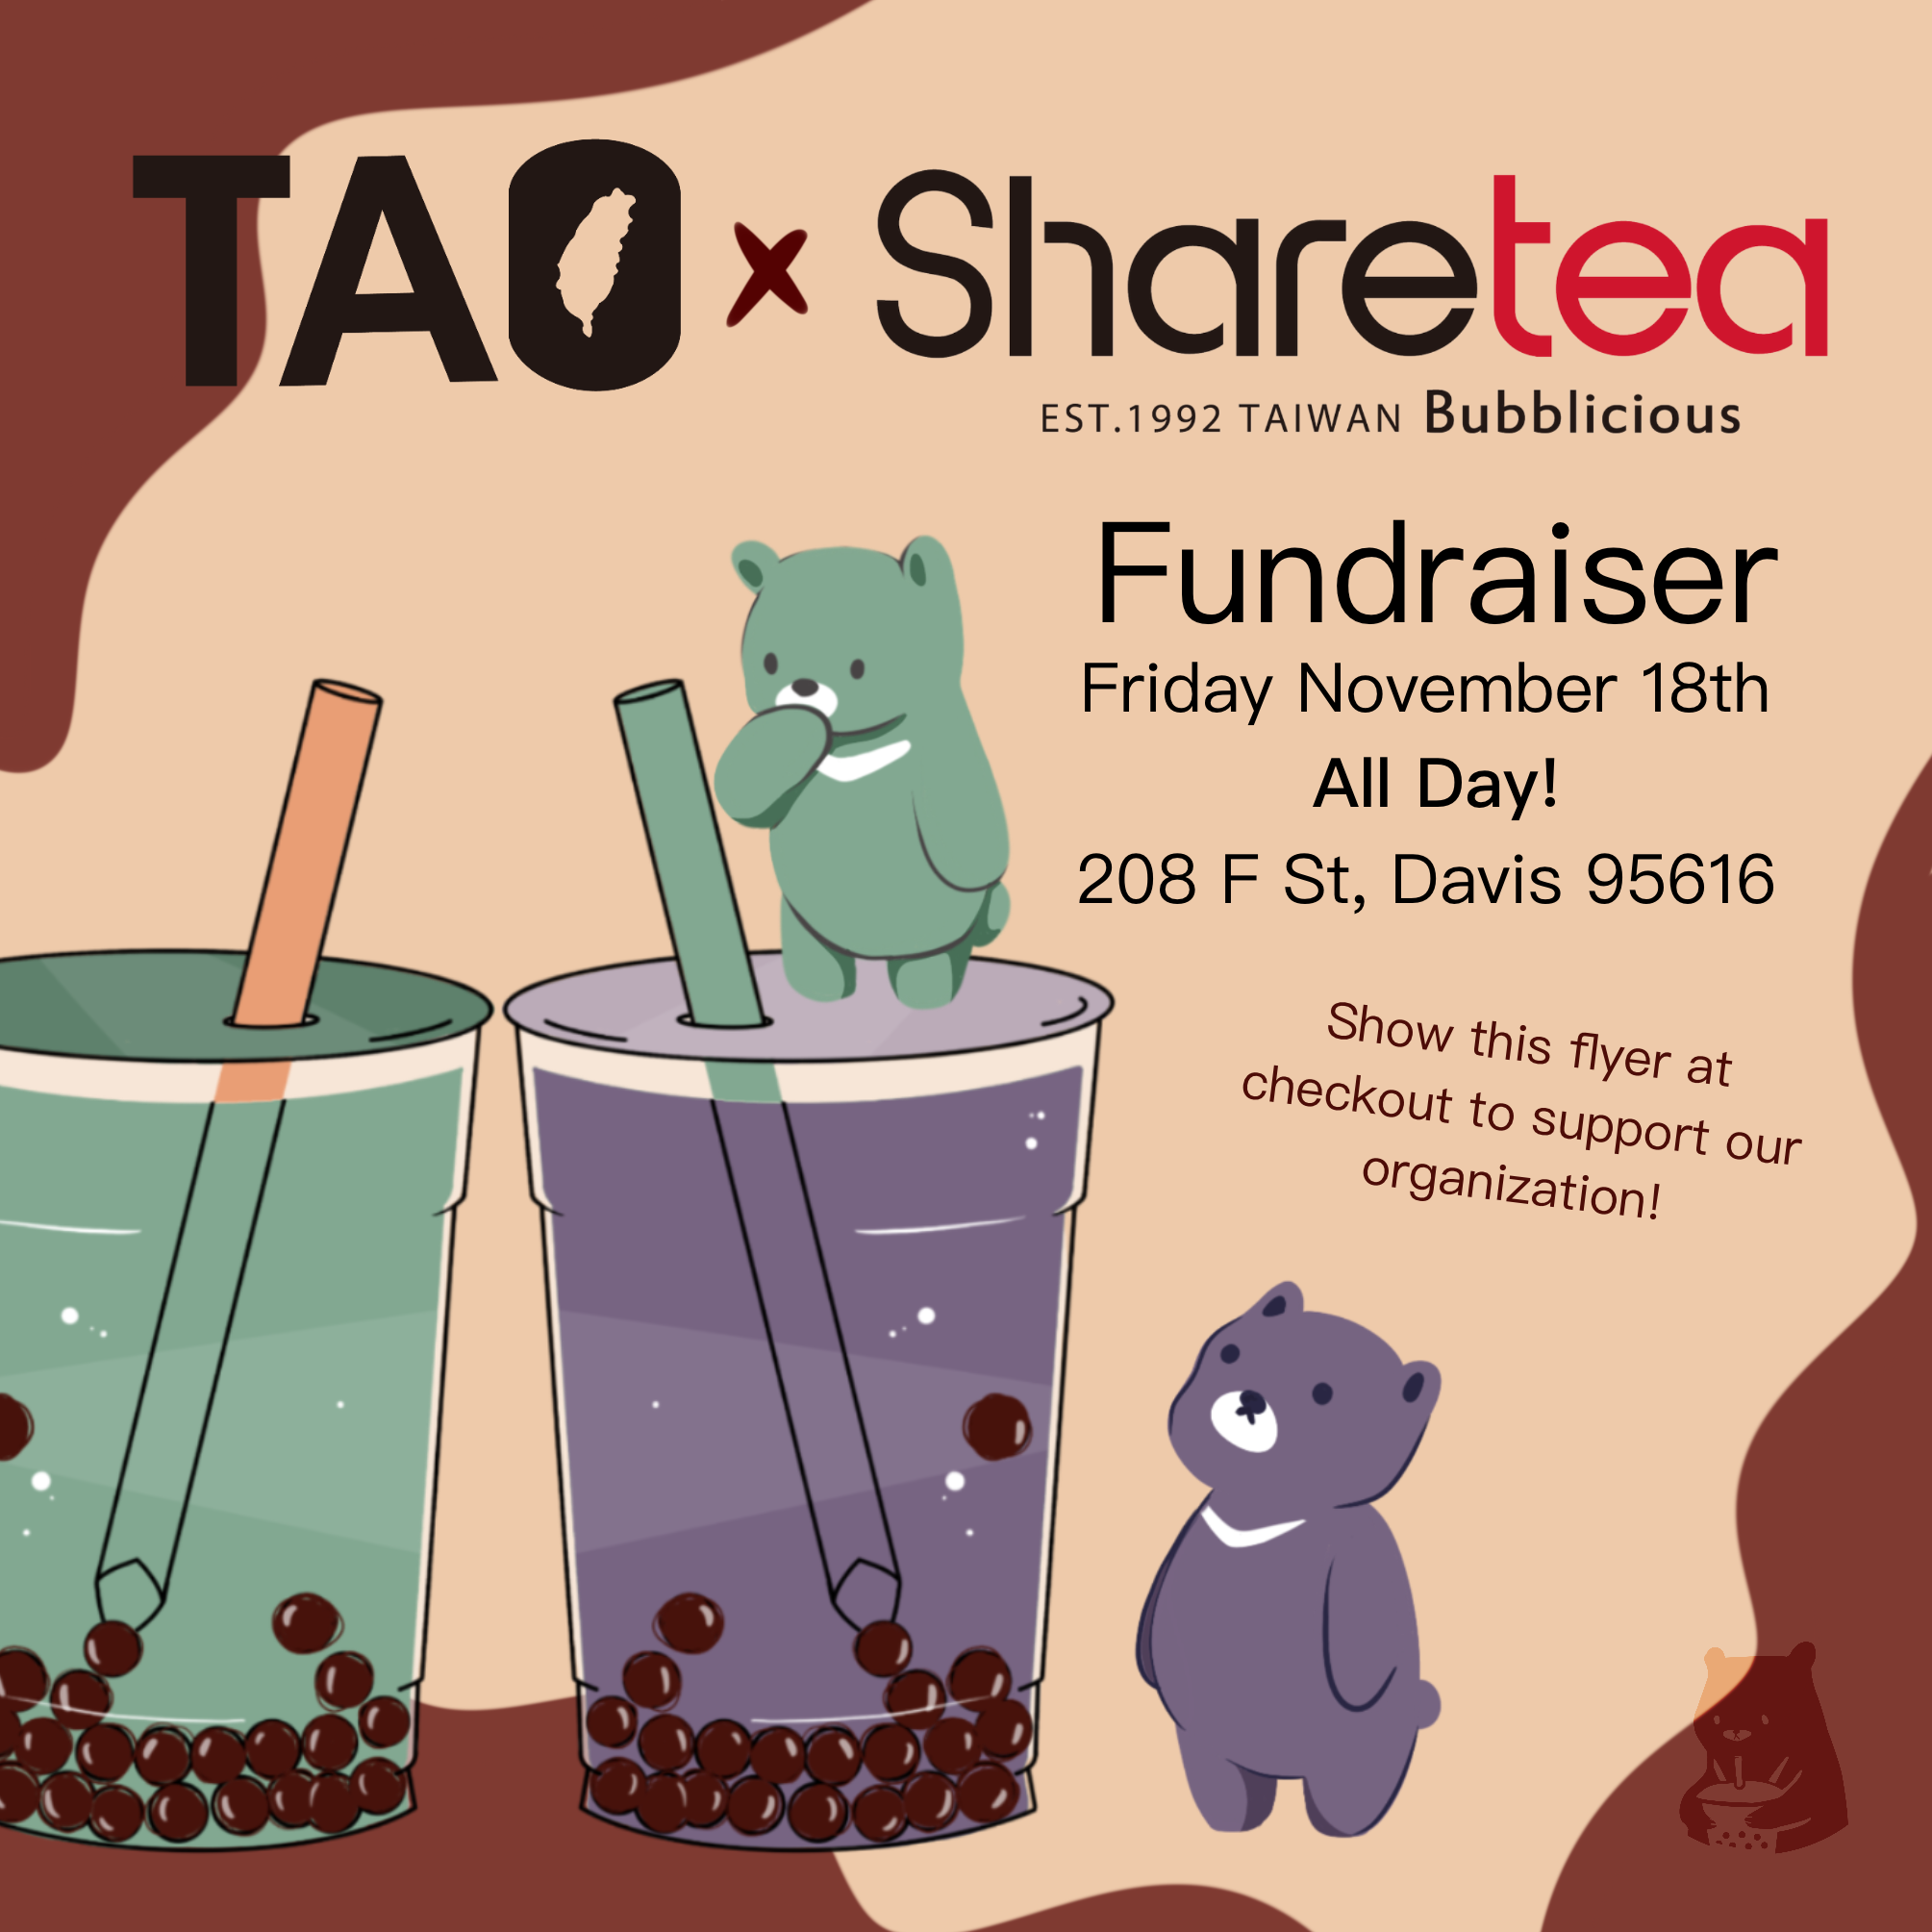 TAO x Sharetea
EST.1992 TAIWAN Bubblicious
Fundraiser
Friday November 18th
All Day!
208 F St, Davis 95616
Show this flyer at
checkout to support our
organization!